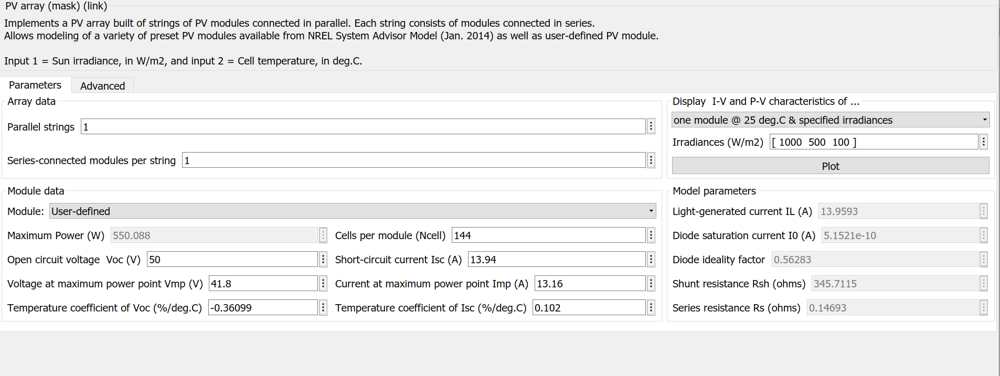 PV array (mask) (link)
Implements a PV array built of strings of PV modules connected in parallel. Each string consists of modules connected in series.
Allows modeling of a variety of preset PV modules available from NREL System Advisor Model (Jan. 2014) as well as user-defined PV module.
Input 1 = Sun irradiance, in W/m2, and input 2 = Cell temperature, in deg.C.
Parameters Advanced
Array data
Parallel strings 1
Series-connected modules per string 1
Display I-V and P-V characteristics of ...
one module @ 25 deg.C & specified irradiances
Irradiances (W/m2) [ 1000 500 100 ]
Plot
Module data
Module: User-defined
Maximum Power (W) 550.088 Cells per module (Ncell) 144
Open circuit voltage Voc (V) 50 Short-circuit current Isc (A) 13.94
Voltage at maximum power point Vmp (V) 41.8 Current at maximum power point Imp (A) 13.16
Temperature coefficient of Voc (%/deg.C) -0.36099 Temperature coefficient of Isc (%/deg.C) 0.102
Model parameters
Light-generated current IL (A) 13.9593
Diode saturation current I0 (A) 5.1521e-10
Diode ideality factor 0.56283
Shunt resistance Rsh (ohms) 345.7115
Series resistance Rs (ohms) 0.14693